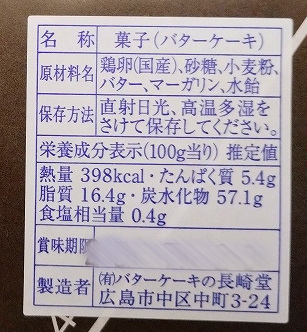 名 称 菓子(バターケーキ)
原材料名 鶏卵(国産)、砂糖、小麦粉、
バター、マーガリン、水飴
保存方法 直射日光、高温多湿を
さけて保存してください。
栄養成分表示(100g当り) 推定値
熱量 398kcal・たんぱく質 5.4g
脂質 16.4g・炭水化物 57.1g
食塩相当量 0.4g
賞味期限
製造者 ㈲バターケーキの長﨑堂
広島市中区中町3-24